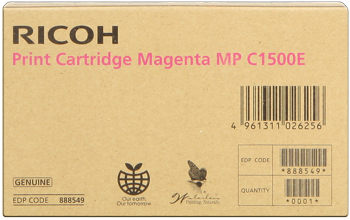 RICOH
Print Cartridge Magenta MP C1500E
4 961311 026256
EDP CODE
*888549*
QUANTITY
*0001*
GENUINE
EDP CODE 888549
Our earth;
Our tomorrow